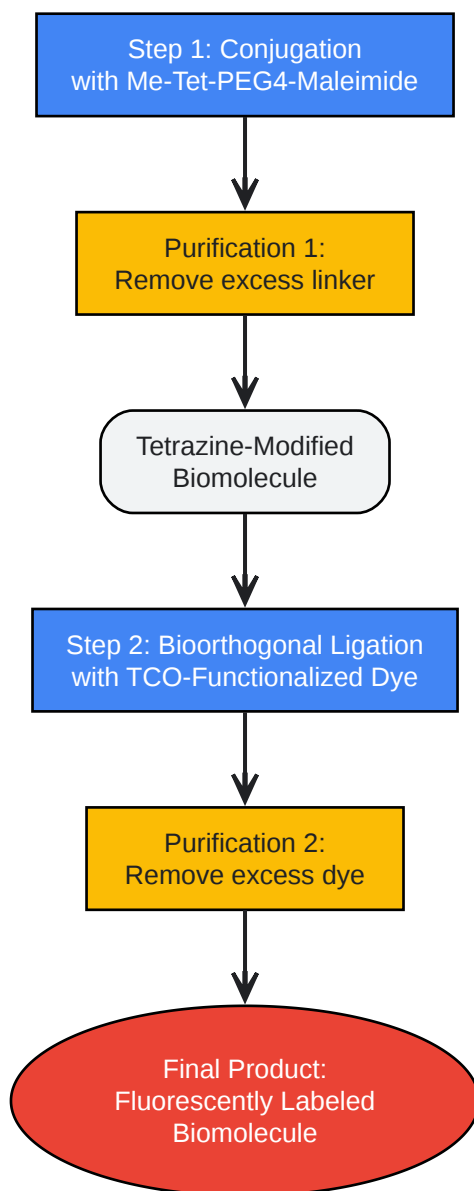 Step 1: Conjugation
with Me-Tet-PEG4-Maleimide
Purification 1:
Remove excess linker
Tetrazine-Modified
Biomolecule
Step 2: Bioorthogonal Ligation
with TCO-Functionalized Dye
Purification 2:
Remove excess dye
Final Product:
Fluorescently Labeled
Biomolecule